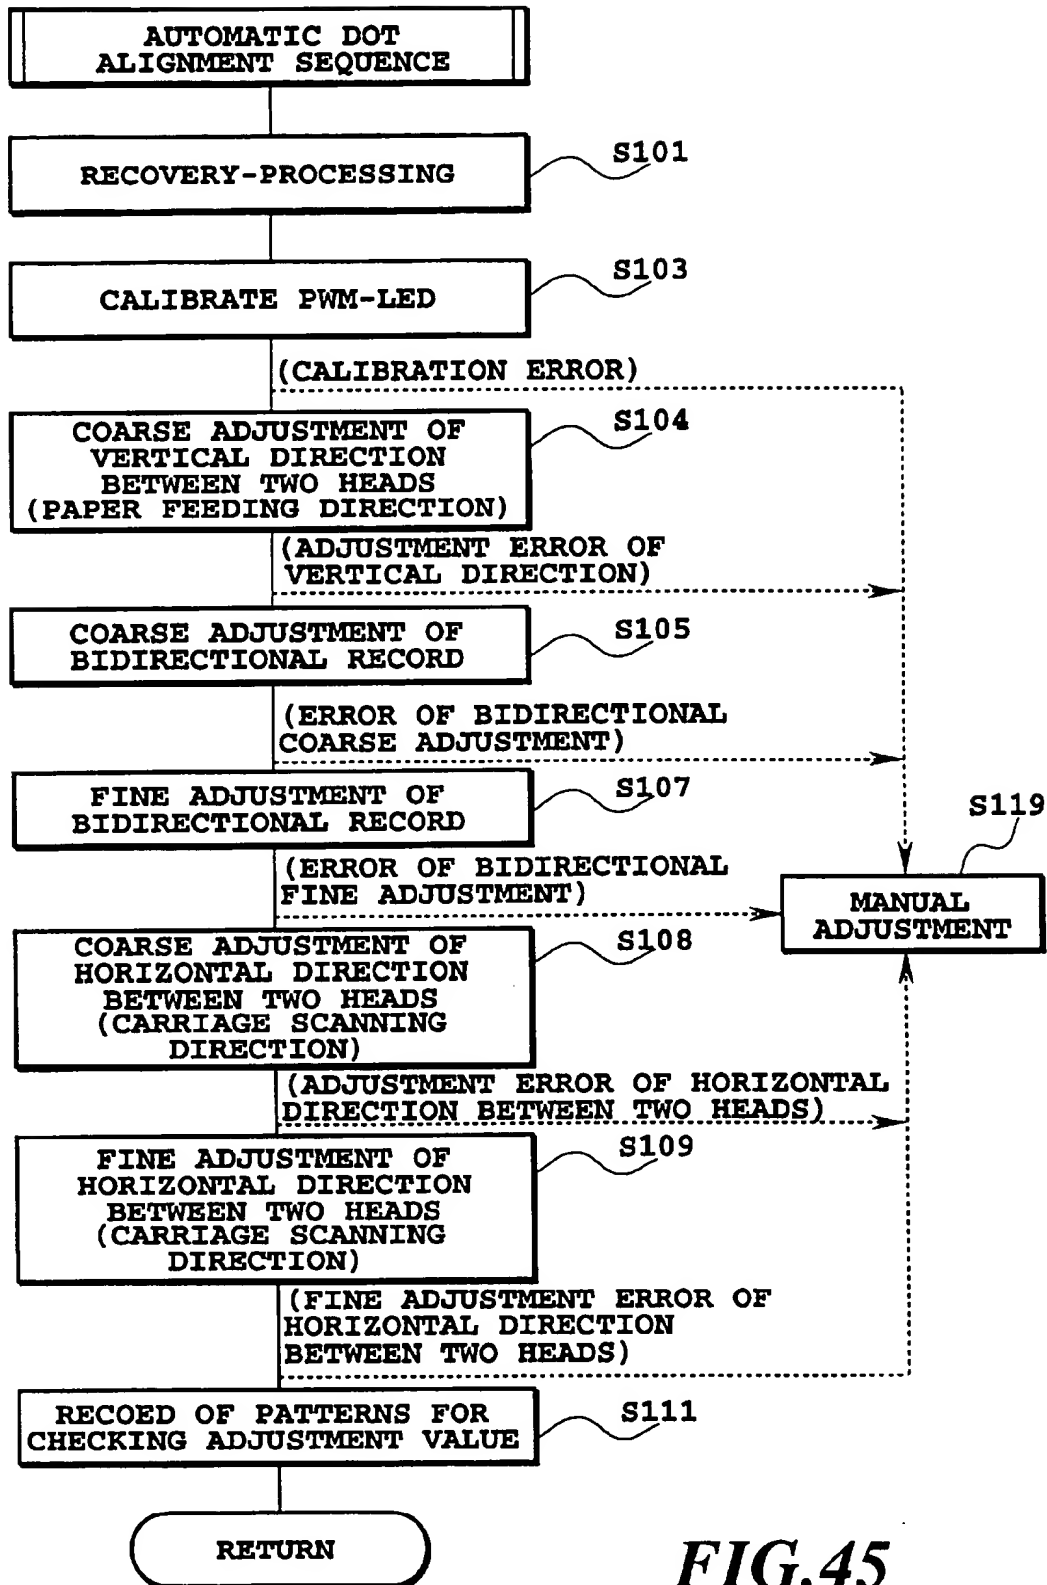 AUTOMATIC DOT
ALIGNMENT SEQUENCE
RECOVERY-PROCESSING
S101
CALIBRATE PWM-LED
S103
(CALIBRATION ERROR)
COARSE ADJUSTMENT OF
VERTICAL DIRECTION
BETWEEN TWO HEADS
(PAPER FEEDING DIRECTION)
S104
(ADJUSTMENT ERROR OF
VERTICAL DIRECTION)
COARSE ADJUSTMENT OF
BIDIRECTIONAL RECORD
S105
(ERROR OF BIDIRECTIONAL
COARSE ADJUSTMENT)
FINE ADJUSTMENT OF
BIDIRECTIONAL RECORD
S107
(ERROR OF BIDIRECTIONAL
FINE ADJUSTMENT)
S119
MANUAL
ADJUSTMENT
COARSE ADJUSTMENT OF
HORIZONTAL DIRECTION
BETWEEN TWO HEADS
(CARRIAGE SCANNING
DIRECTION)
S108
(ADJUSTMENT ERROR OF HORIZONTAL
DIRECTION BETWEEN TWO HEADS)
FINE ADJUSTMENT OF
HORIZONTAL DIRECTION
BETWEEN TWO HEADS
(CARRIAGE SCANNING
DIRECTION)
S109
(FINE ADJUSTMENT ERROR OF
HORIZONTAL DIRECTION
BETWEEN TWO HEADS)
RECOED OF PATTERNS FOR
CHECKING ADJUSTMENT VALUE
S111
RETURN
FIG.45